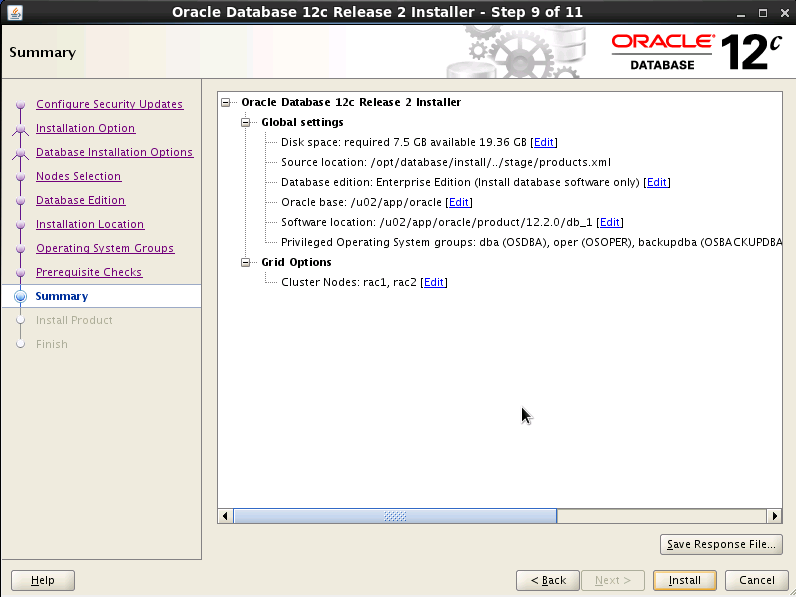 Oracle Database 12c Release 2 Installer - Step 9 of 11
Summary
ORACLE
DATABASE
12c
Configure Security Updates
Installation Option
Database Installation Options
Nodes Selection
Database Edition
Installation Location
Operating System Groups
Prerequisite Checks
Summary
Install Product
Finish
Oracle Database 12c Release 2 Installer
Global settings
Disk space: required 7.5 GB available 19.36 GB [Edit]
Source location: /opt/database/install/../stage/products.xml
Database edition: Enterprise Edition (Install database software only) [Edit]
Oracle base: /u02/app/oracle [Edit]
Software location: /u02/app/oracle/product/12.2.0/db_1 [Edit]
Privileged Operating System groups: dba (OSDBA), oper (OSOPER), backupdba (OSBACKUPDBA
Grid Options
Cluster Nodes: rac1, rac2 [Edit]
Save Response File...
Help
< Back
Next >
Install
Cancel